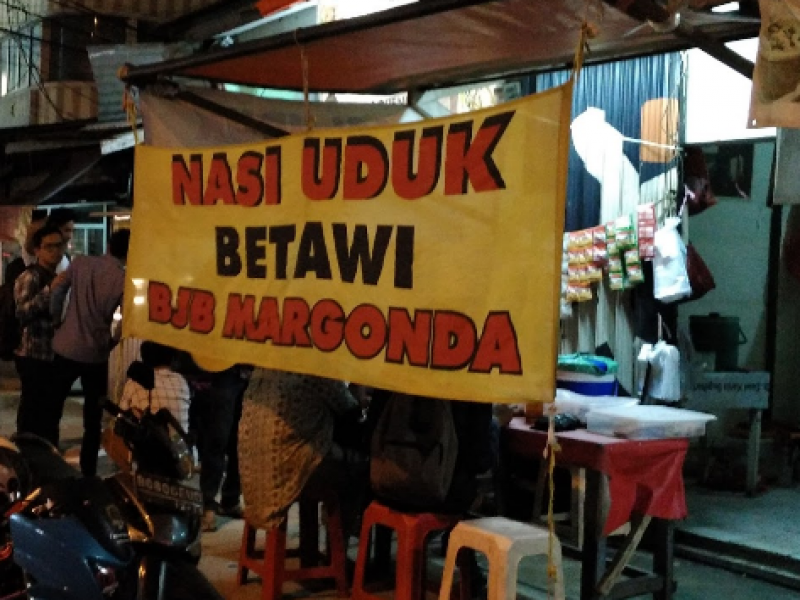 NASI UDUK
BETAWI
BJB MARGONDA